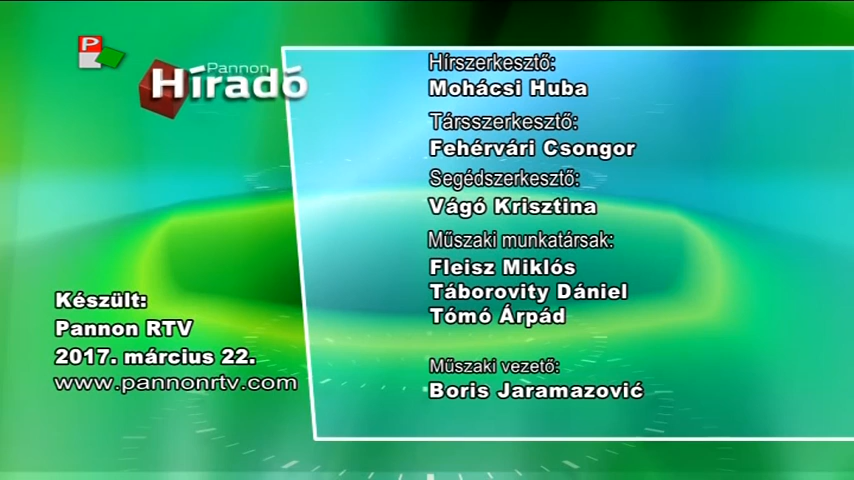 P
Pannon
Híradó
Hírszerkesztő:
Mohácsi Huba
Társszerkesztő:
Fehérvári Csongor
Segédszerkesztő:
Vágó Krisztina
Műszaki munkatársak:
Fleisz Miklós
Táborovity Dániel
Tómó Árpád
Műszaki vezető:
Boris Jaramazović
Készült:
Pannon RTV
2017. március 22.
www.pannonrtv.com